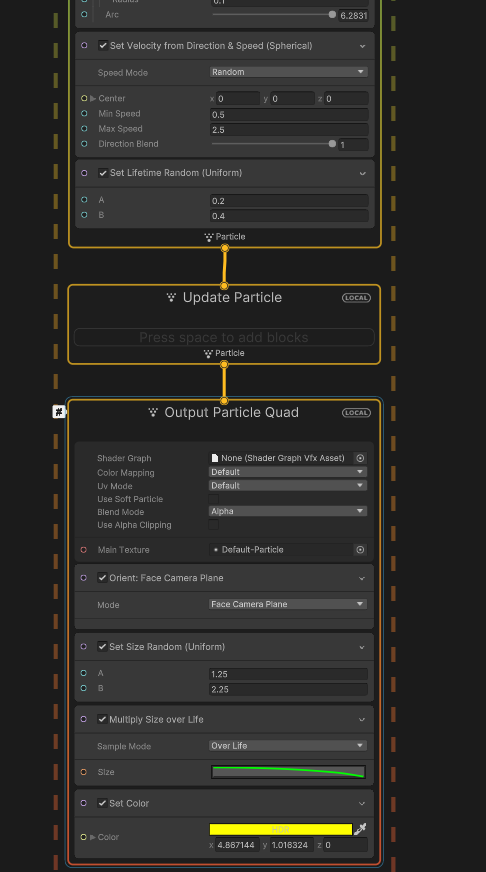 Radius 0.1
Arc 6.2831
Set Velocity from Direction & Speed (Spherical)
Speed Mode Random
Center x 0 y 0 z 0
Min Speed 0.5
Max Speed 2.5
Direction Blend 1
Set Lifetime Random (Uniform)
A 0.2
B 0.4
Particle
Update Particle LOCAL
Press space to add blocks
Particle
# Output Particle Quad LOCAL
Shader Graph None (Shader Graph Vfx Asset)
Color Mapping Default
Uv Mode Default
Use Soft Particle
Blend Mode Alpha
Use Alpha Clipping
Main Texture Default-Particle
Orient: Face Camera Plane
Mode Face Camera Plane
Set Size Random (Uniform)
A 1.25
B 2.25
Multiply Size over Life
Sample Mode Over Life
Size
Set Color
HDR
Color x 4.867144 y 1.016324 z 0